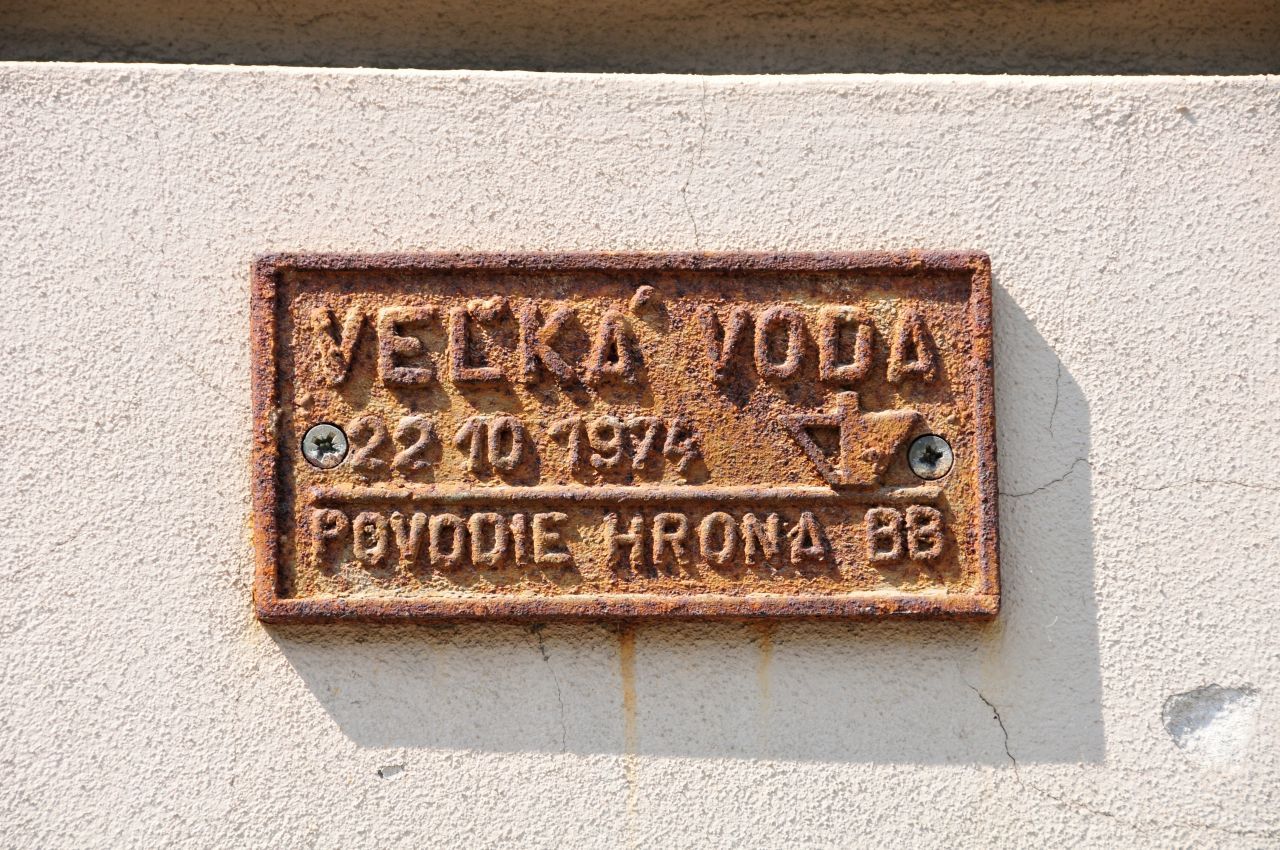 VEĽKÁ VODA
22 10 1974
POVODIE HRONA BB